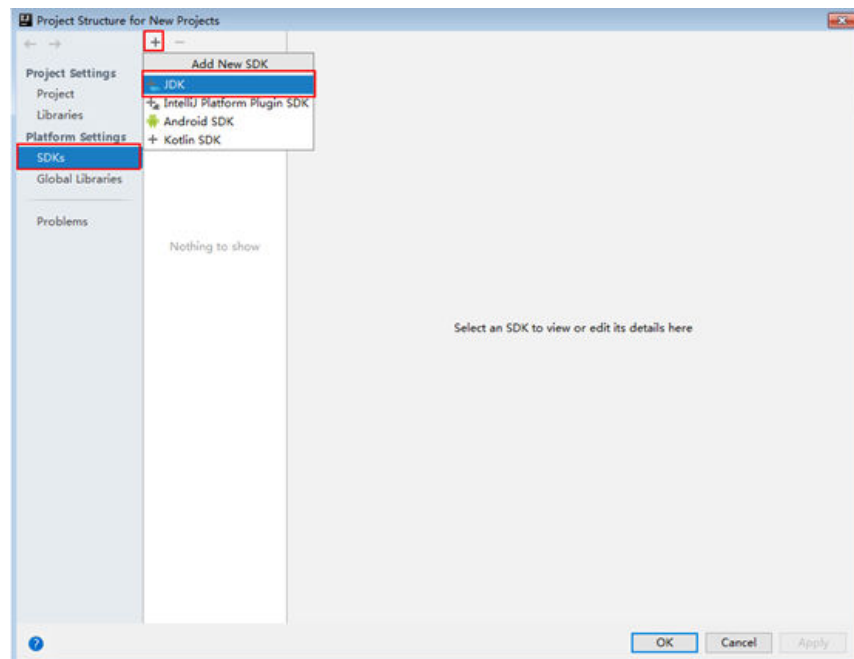 Project Structure for New Projects
Project Settings
Project
Libraries
Platform Settings
SDKs
Global Libraries
Problems
+ −
Add New SDK
JDK
IntelliJ Platform Plugin SDK
Android SDK
+ Kotlin SDK
Nothing to show
Select an SDK to view or edit its details here
?
OK Cancel Apply